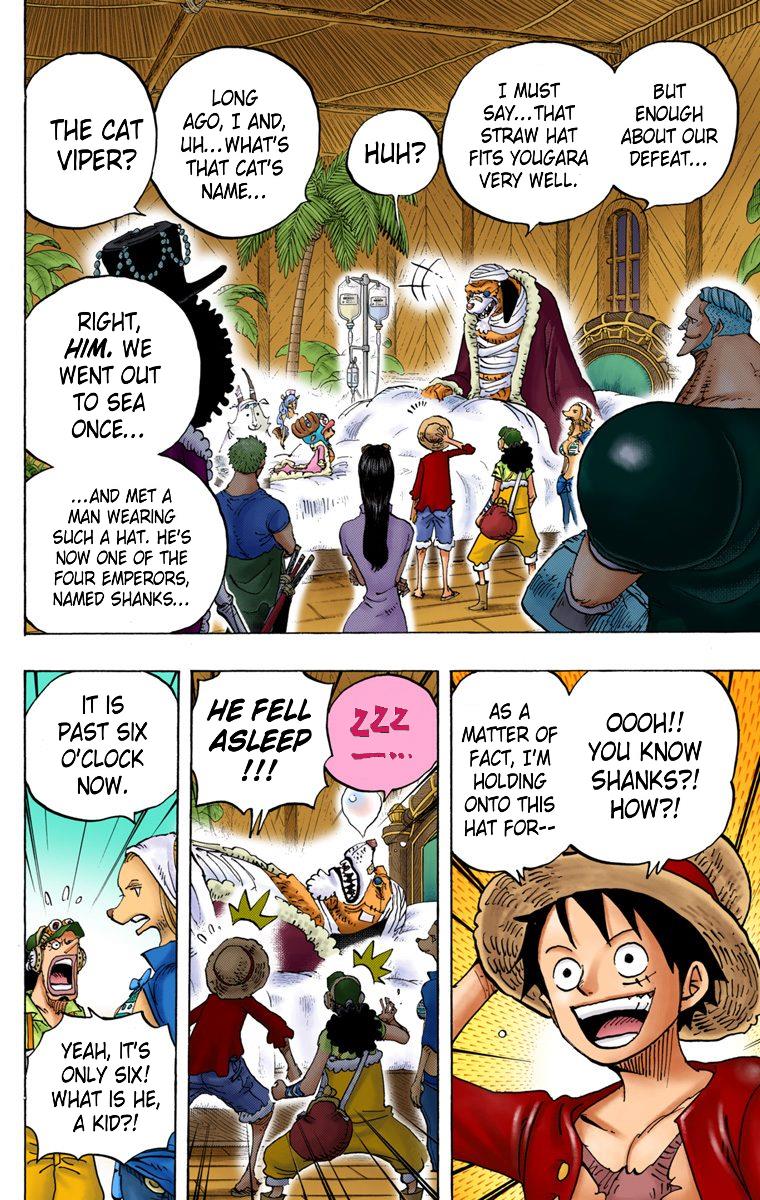 BUT
ENOUGH
ABOUT OUR
DEFEAT...
I MUST
SAY...THAT
STRAW HAT
FITS YOUGARA
VERY WELL.
HUH?
LONG
AGO, I AND,
UH...WHAT'S
THAT CAT'S
NAME...
THE CAT
VIPER?
RIGHT,
HIM. WE
WENT OUT
TO SEA
ONCE...
...AND MET A
MAN WEARING
SUCH A HAT. HE'S
NOW ONE OF THE
FOUR EMPERORS,
NAMED SHANKS...
OOOH!!
YOU KNOW
SHANKS?!
HOW?!
AS A
MATTER OF
FACT, I'M
HOLDING
ONTO THIS
HAT FOR--
ZZZ
—...
HE FELL
ASLEEP
!!!
IT IS
PAST SIX
O'CLOCK
NOW.
YEAH, IT'S
ONLY SIX!
WHAT IS HE,
A KID?!